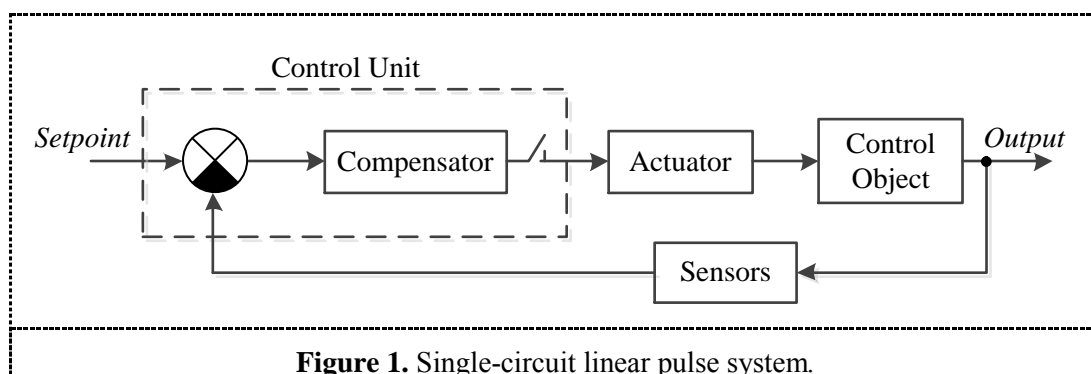 Control Unit
Setpoint
Compensator
Actuator
Control
Object
Output
Sensors
Figure 1. Single-circuit linear pulse system.